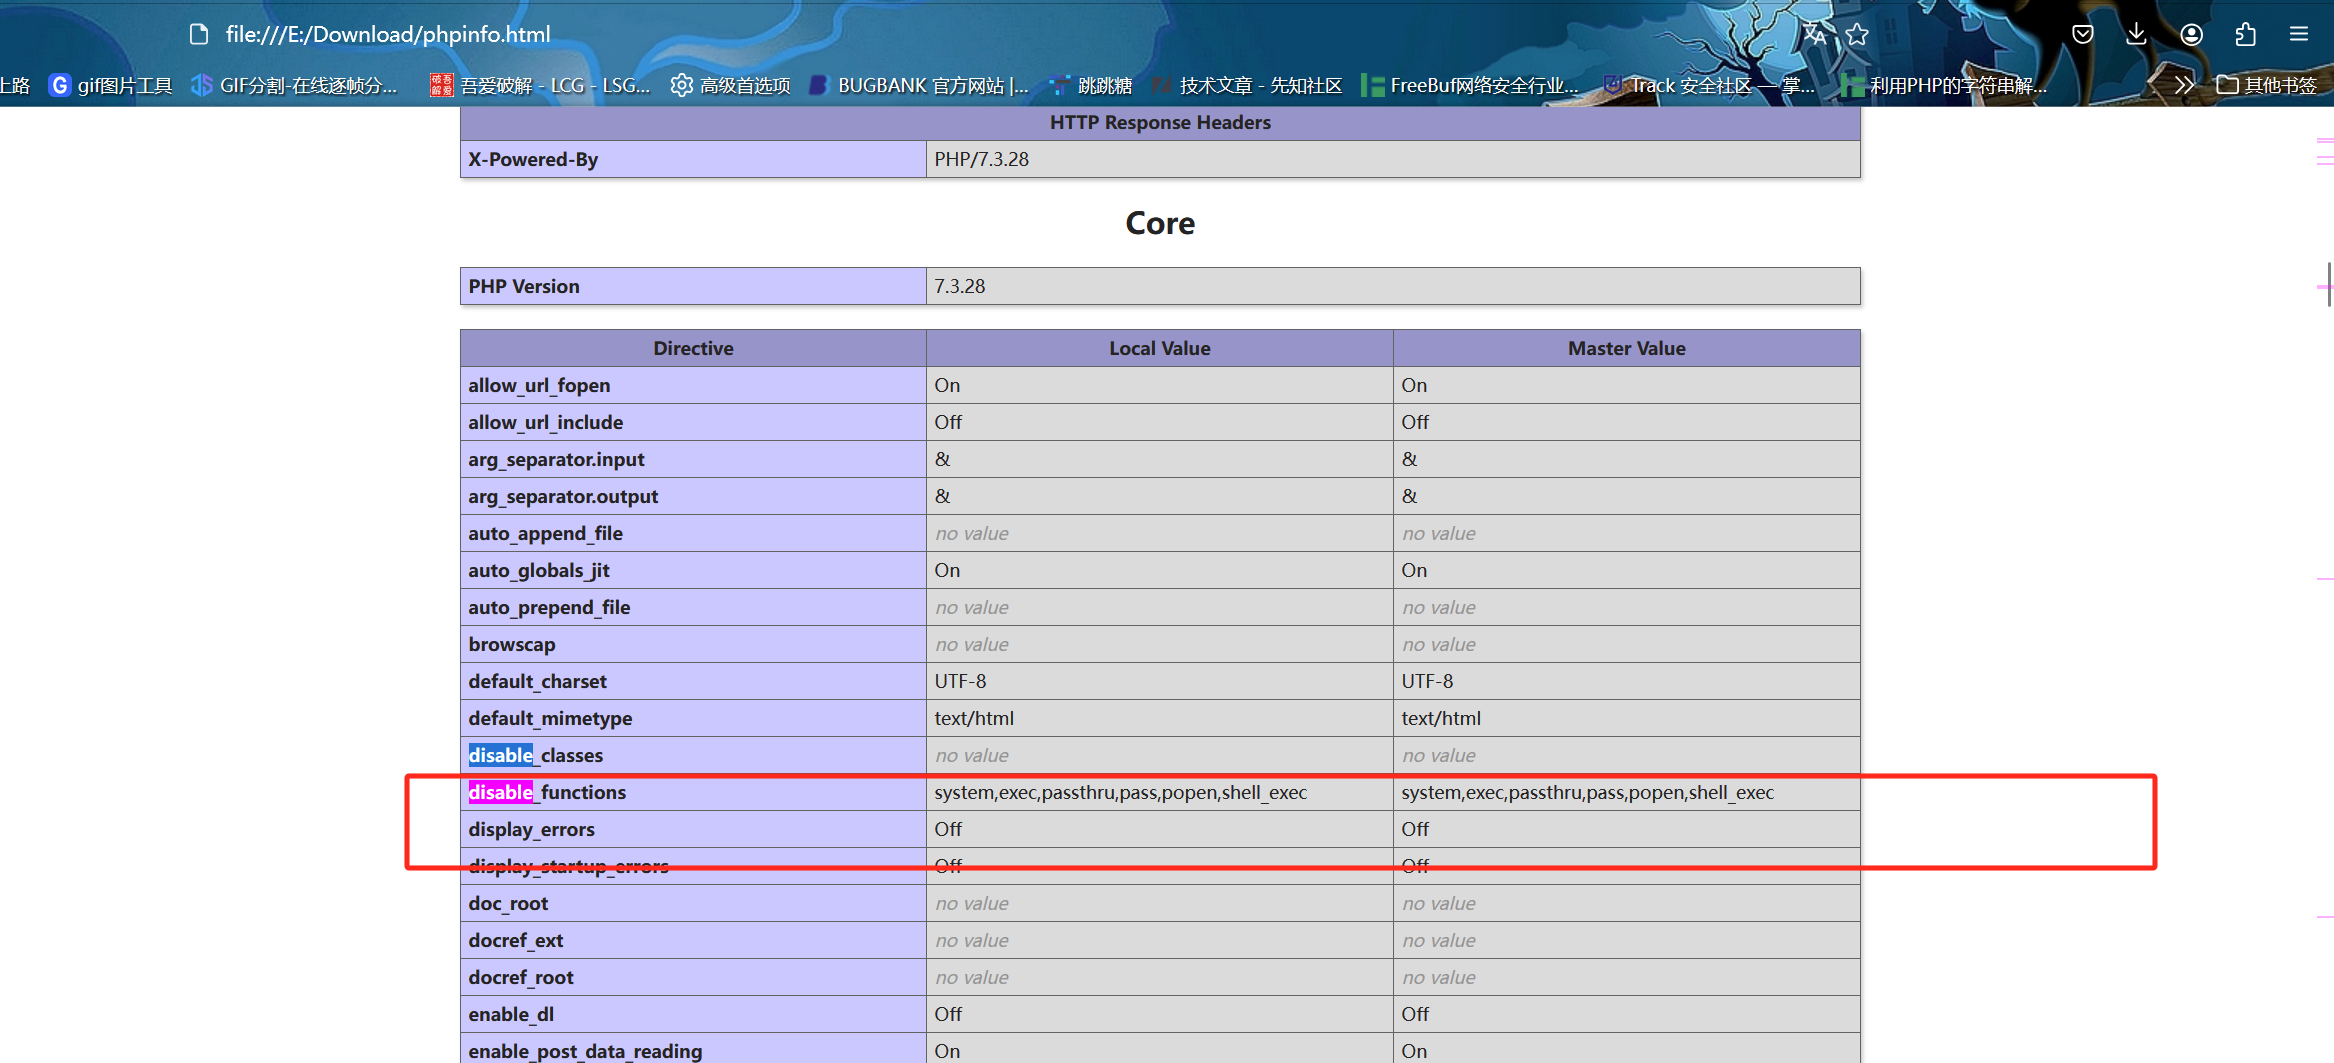 file:///E:/Download/phpinfo.html
上路 gif图片工具 GIF分割-在线逐帧分... 吾爱破解 - LCG - LSG... 高级首选项 BUGBANK 官方网站 |... 跳跳糖 技术文章 - 先知社区 FreeBuf网络安全行业... Track 安全社区 — 掌... 利用PHP的字符串解... 其他书签
HTTP Response Headers
X-Powered-By PHP/7.3.28
Core
PHP Version 7.3.28
Directive Local Value Master Value
allow_url_fopen On On
allow_url_include Off Off
arg_separator.input & &
arg_separator.output & &
auto_append_file no value no value
auto_globals_jit On On
auto_prepend_file no value no value
browscap no value no value
default_charset UTF-8 UTF-8
default_mimetype text/html text/html
disable_classes no value no value
disable_functions system,exec,passthru,pass,popen,shell_exec system,exec,passthru,pass,popen,shell_exec
display_errors Off Off
display_startup_errors Off Off
doc_root no value no value
docref_ext no value no value
docref_root no value no value
enable_dl Off Off
enable_post_data_reading On On